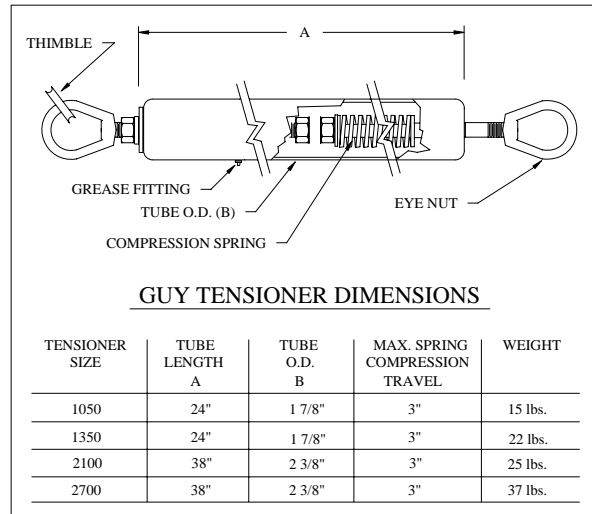 A
THIMBLE
GREASE FITTING
TUBE O.D. (B)
EYE NUT
COMPRESSION SPRING
GUY TENSIONER DIMENSIONS
TENSIONER SIZE TUBE LENGTH A TUBE O.D. B MAX. SPRING COMPRESSION TRAVEL WEIGHT
1050 24" 1 7/8" 3" 15 lbs.
1350 24" 1 7/8" 3" 22 lbs.
2100 38" 2 3/8" 3" 25 lbs.
2700 38" 2 3/8" 3" 37 lbs.